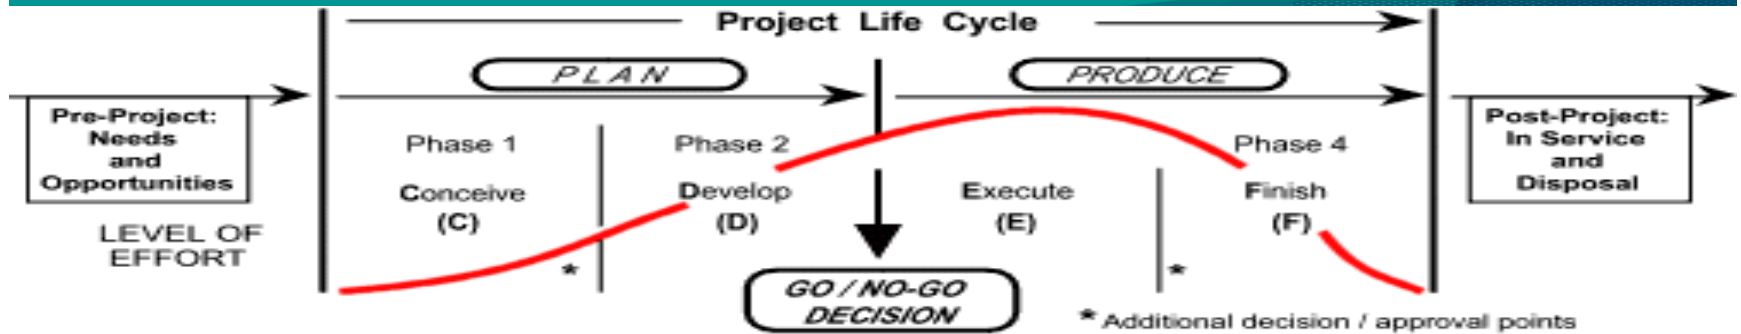 Project Life Cycle
PLAN
PRODUCE
Pre-Project:
Needs
and
Opportunities
LEVEL OF
EFFORT
Phase 1
Conceive
(C)
*
Phase 2
Develop
(D)
GO / NO-GO
DECISION
Execute
(E)
*
Phase 4
Finish
(F)
Post-Project:
In Service
and
Disposal
* Additional decision / approval points